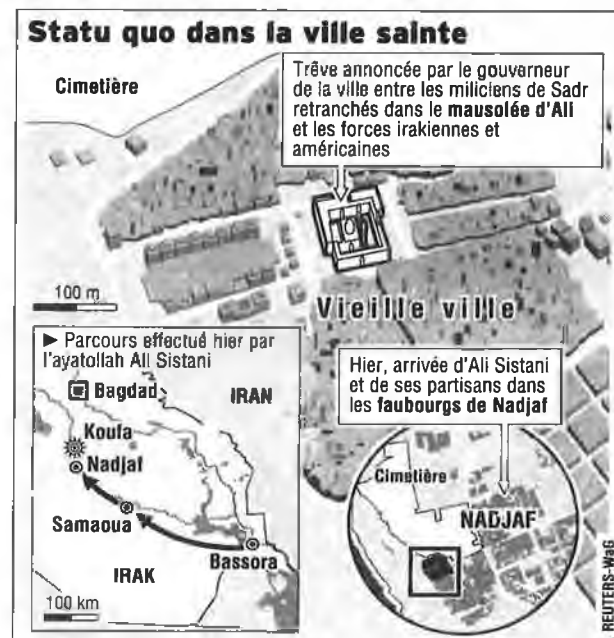 Statu quo dans la ville sainte
Cimetière
Trêve annoncée par le gouverneur
de la ville entre les miliciens de Sadr
retranchés dans le mausolée d'Ali
et les forces irakiennes et
américaines
100 m
Vieille ville
► Parcours effectué hier par
l'ayatollah Ali Sistani
Bagdad
IRAN
Koufa
Nadjaf
Samaoua
Bassora
IRAK
100 km
Hier, arrivée d'Ali Sistani
et de ses partisans dans
les faubourgs de Nadjaf
Cimetière
NADJAF
REUTERS-WaG